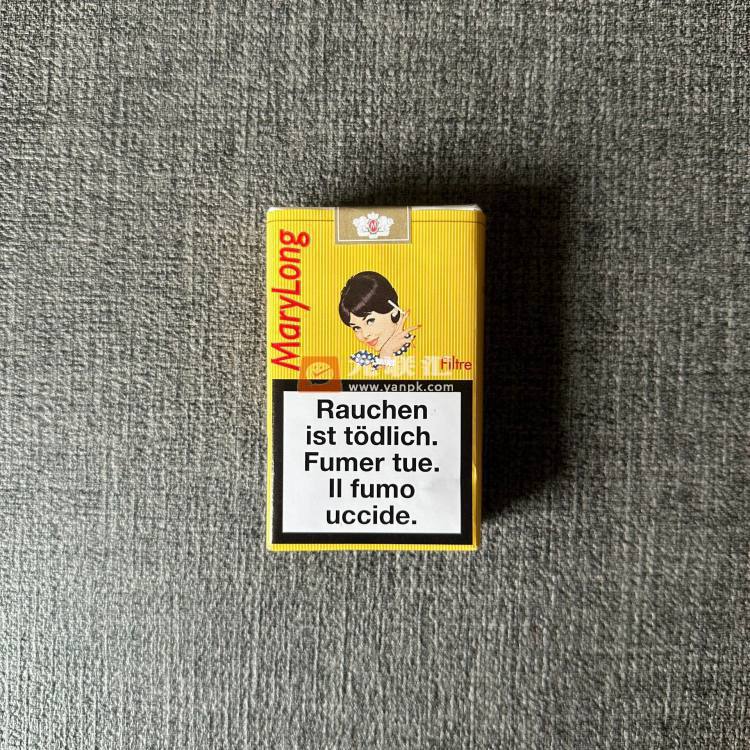 MaryLong
Filtre
www.yanpk.com
Rauchen
ist tödlich.
Fumer tue.
Il fumo
uccide.